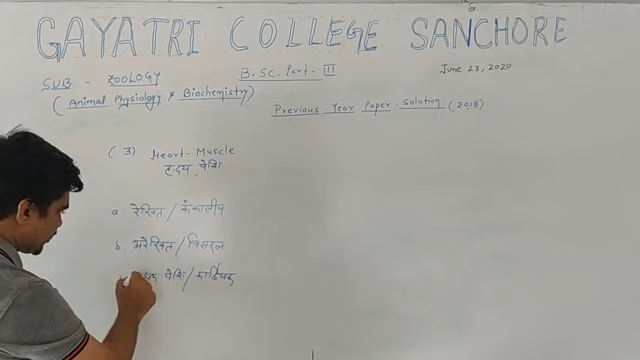 GAYATRI COLLEGE SANCHORE
SUB - ZOOLOGY B.SC. Part - III June 23, 2020
(Animal Physiology & Biochemistry)
Previous Year Paper Solution (2018)
(3) Heart - Muscle
हृदय पेशि
a. रेखित / कंकालीय
b. अरेखित / विसरल
पेशि / कार्डियक